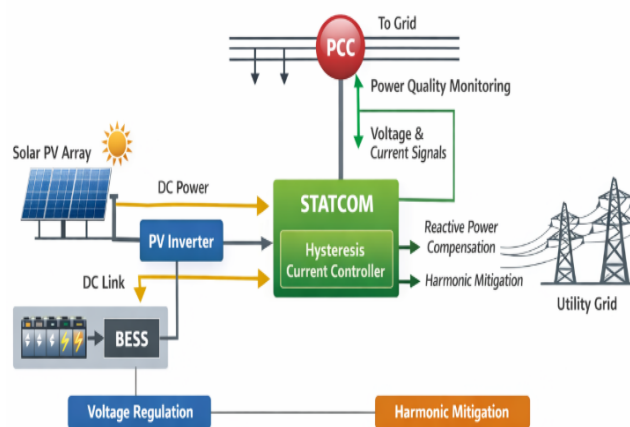 To Grid
PCC
Power Quality Monitoring
Voltage &
Current Signals
Solar PV Array
DC Power
STATCOM
PV Inverter
Hysteresis
Current Controller
Reactive Power
Compensation
Harmonic Mitigation
DC Link
Utility Grid
BESS
Voltage Regulation
Harmonic Mitigation